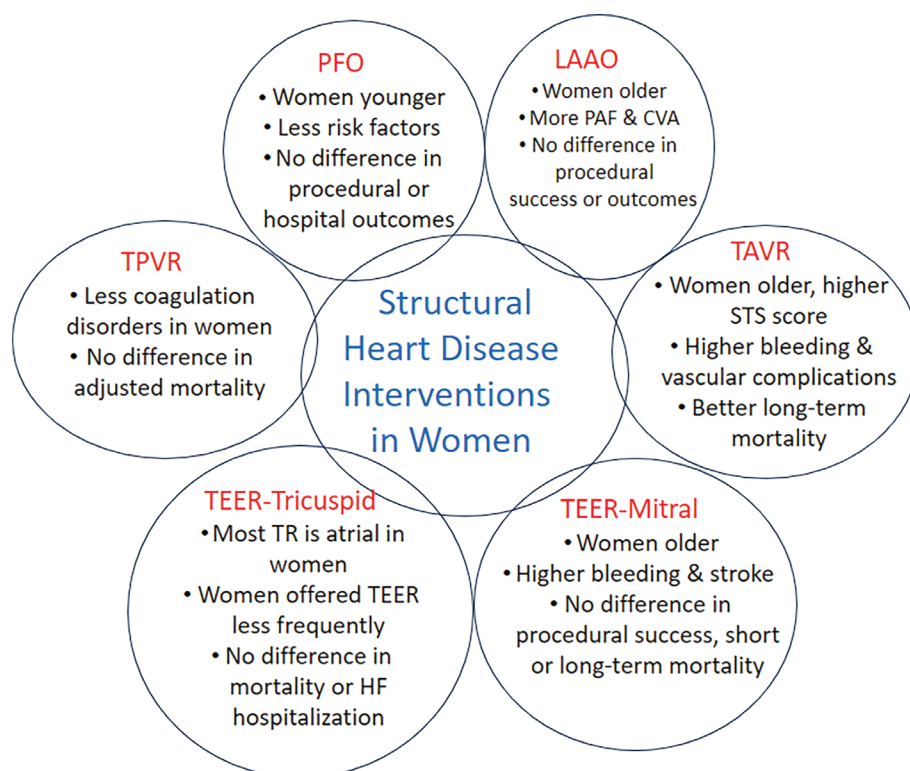 PFO
• Women younger
• Less risk factors
• No difference in
procedural or
hospital outcomes
LAAO
• Women older
• More PAF & CVA
• No difference in
procedural
success or outcomes
TPVR
• Less coagulation
disorders in women
• No difference in
adjusted mortality
Structural
Heart Disease
Interventions
in Women
TAVR
• Women older, higher
STS score
• Higher bleeding &
vascular complications
• Better long-term
mortality
TEER-Tricuspid
• Most TR is atrial in
women
• Women offered TEER
less frequently
• No difference in
mortality or HF
hospitalization
TEER-Mitral
• Women older
• Higher bleeding & stroke
• No difference in
procedural success, short
or long-term mortality